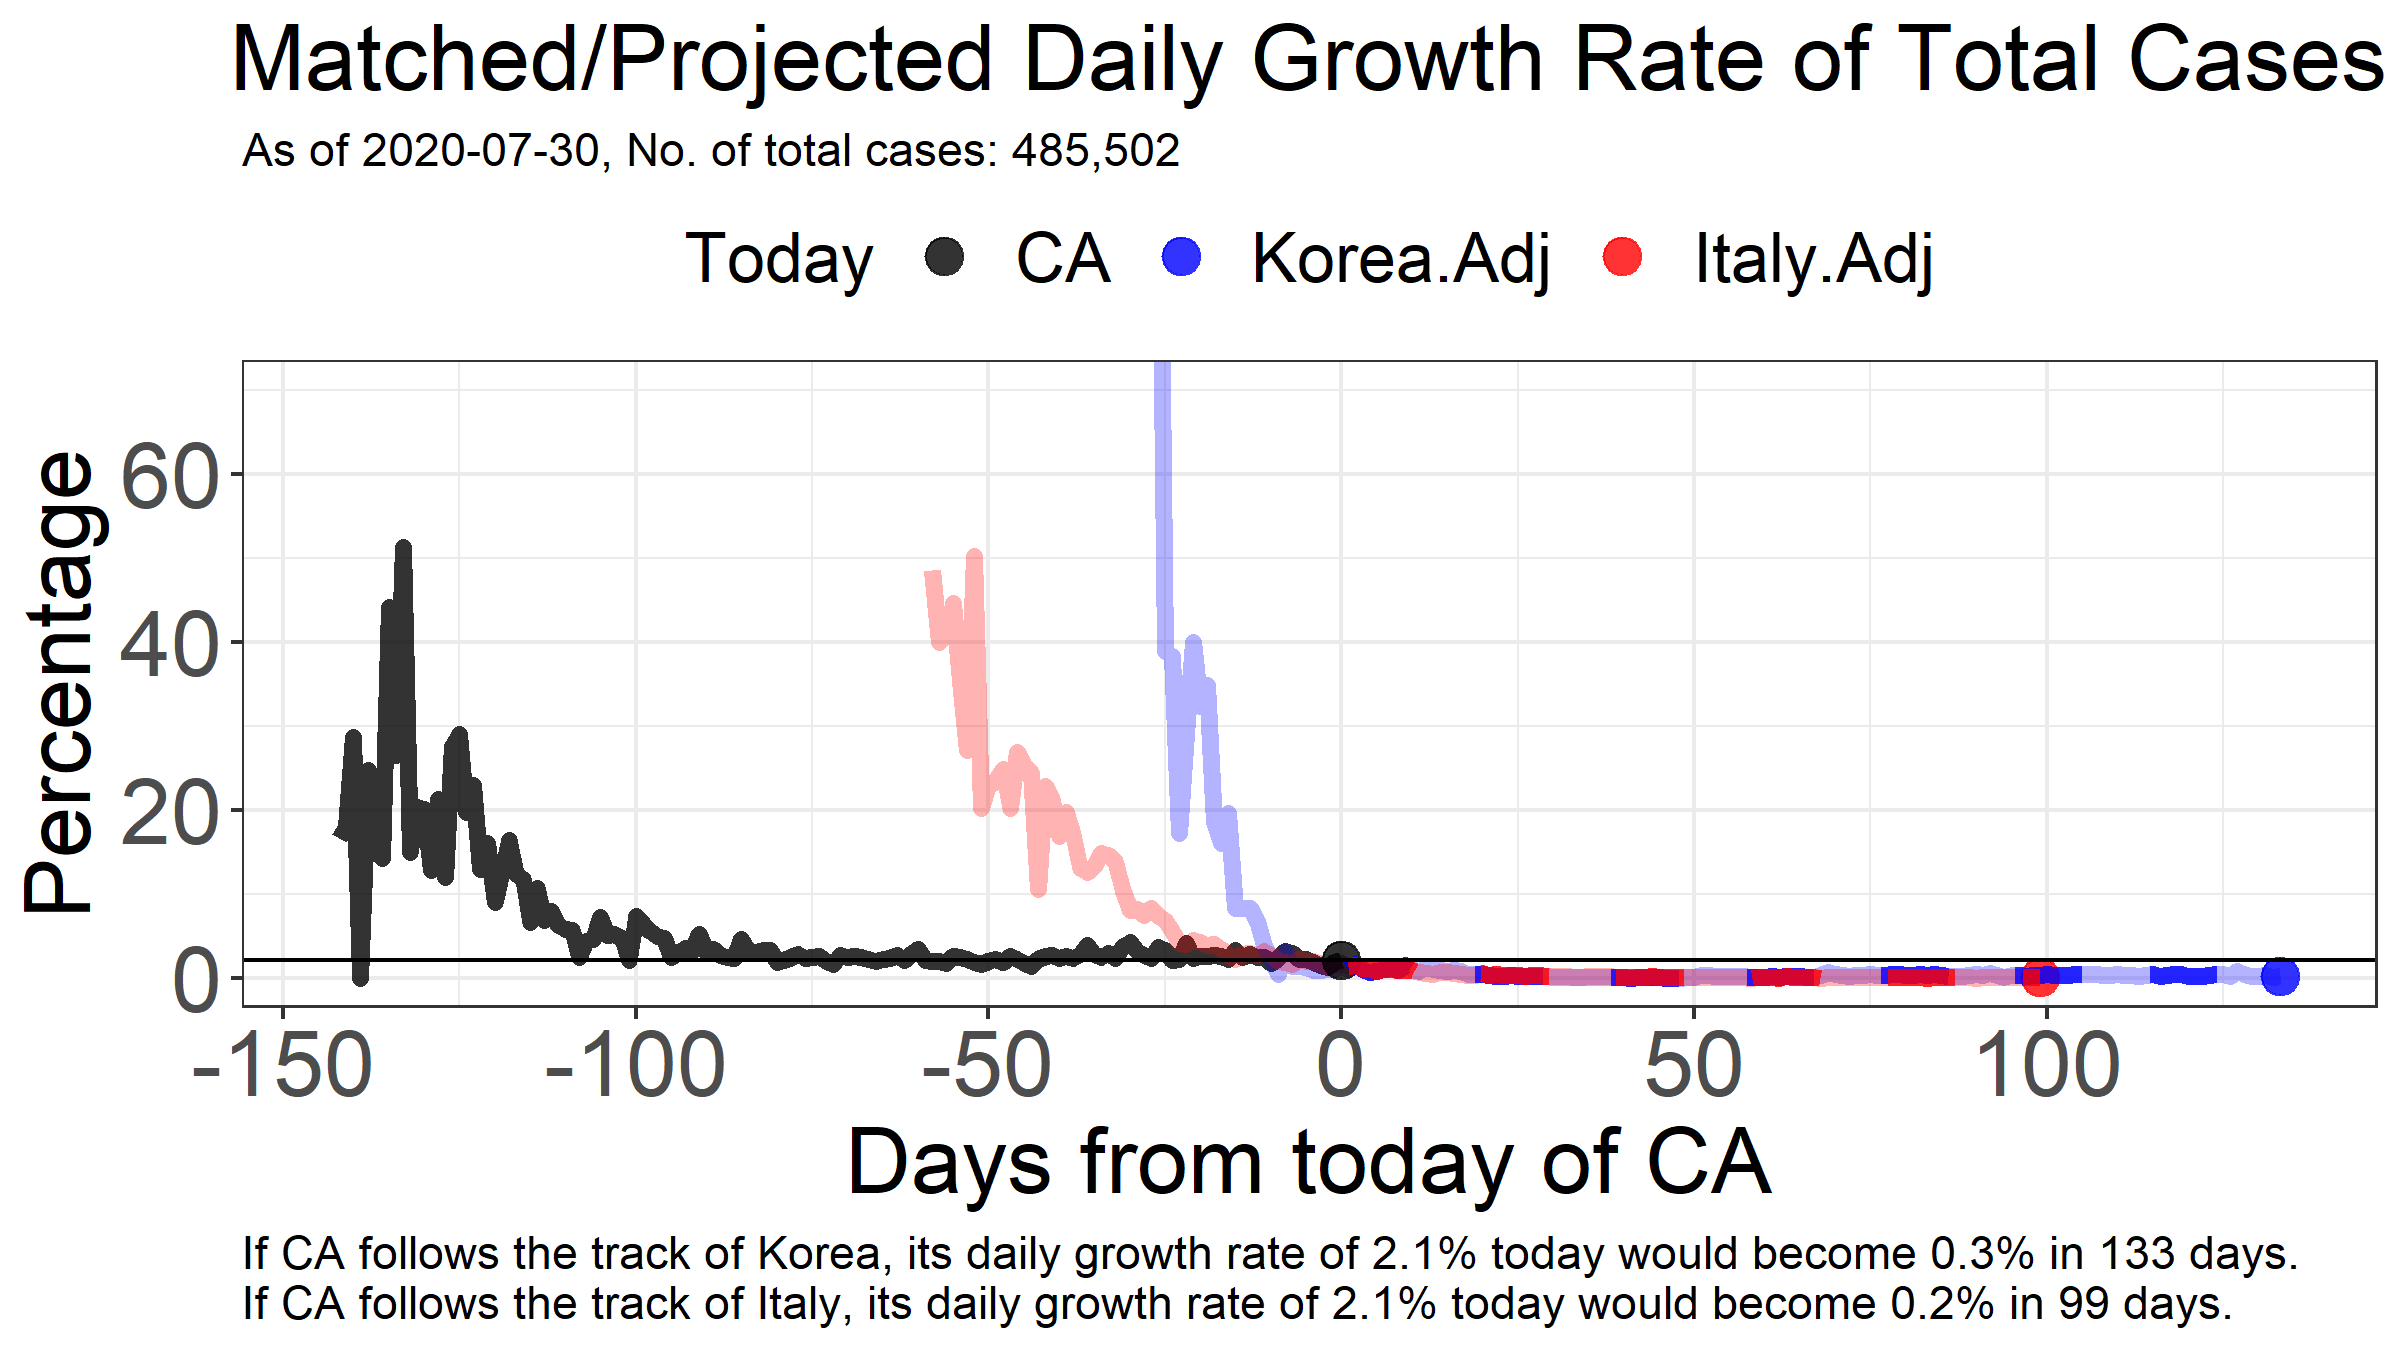 Matched/Projected Daily Growth Rate of Total Cases
As of 2020-07-30, No. of total cases: 485,502
Today CA Korea.Adj Italy.Adj
Percentage
60
40
20
0
-150 -100 -50 0 50 100
Days from today of CA
If CA follows the track of Korea, its daily growth rate of 2.1% today would become 0.3% in 133 days.
If CA follows the track of Italy, its daily growth rate of 2.1% today would become 0.2% in 99 days.